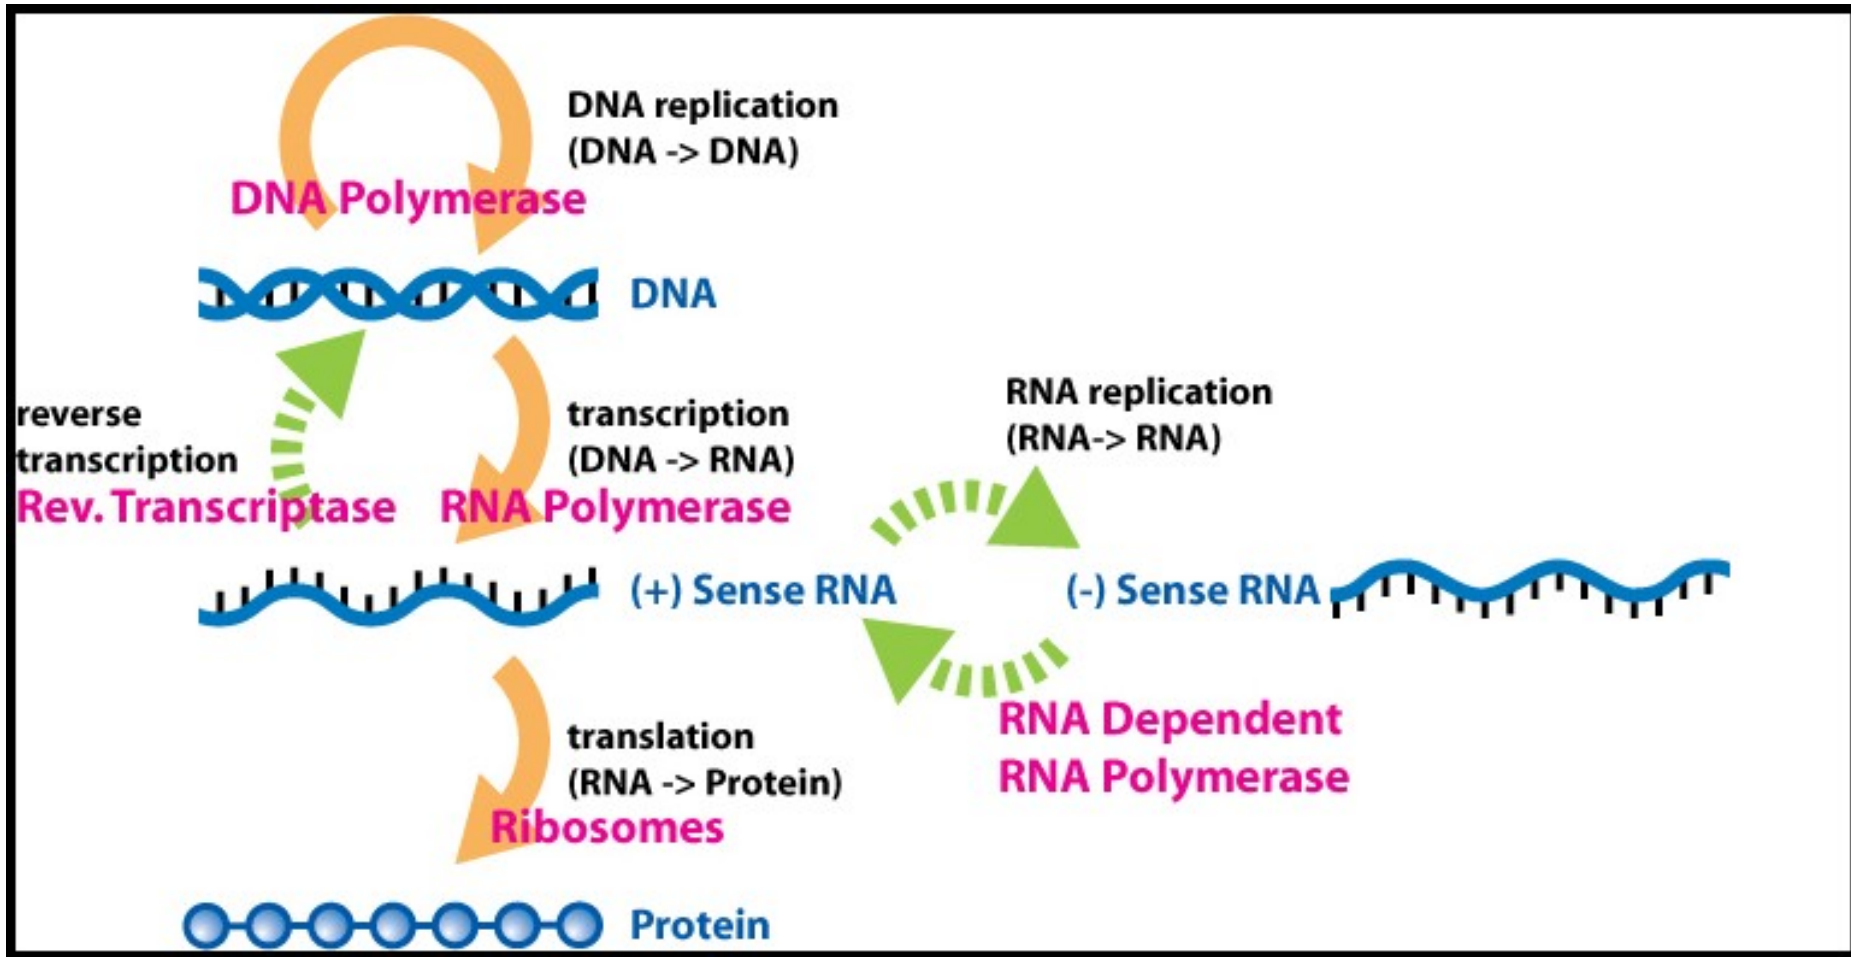 DNA replication
(DNA -> DNA)
DNA Polymerase
DNA
reverse
transcription
Rev. Transcriptase
transcription
(DNA -> RNA)
RNA Polymerase
RNA replication
(RNA-> RNA)
(+) Sense RNA
(-) Sense RNA
RNA Dependent
RNA Polymerase
translation
(RNA -> Protein)
Ribosomes
Protein